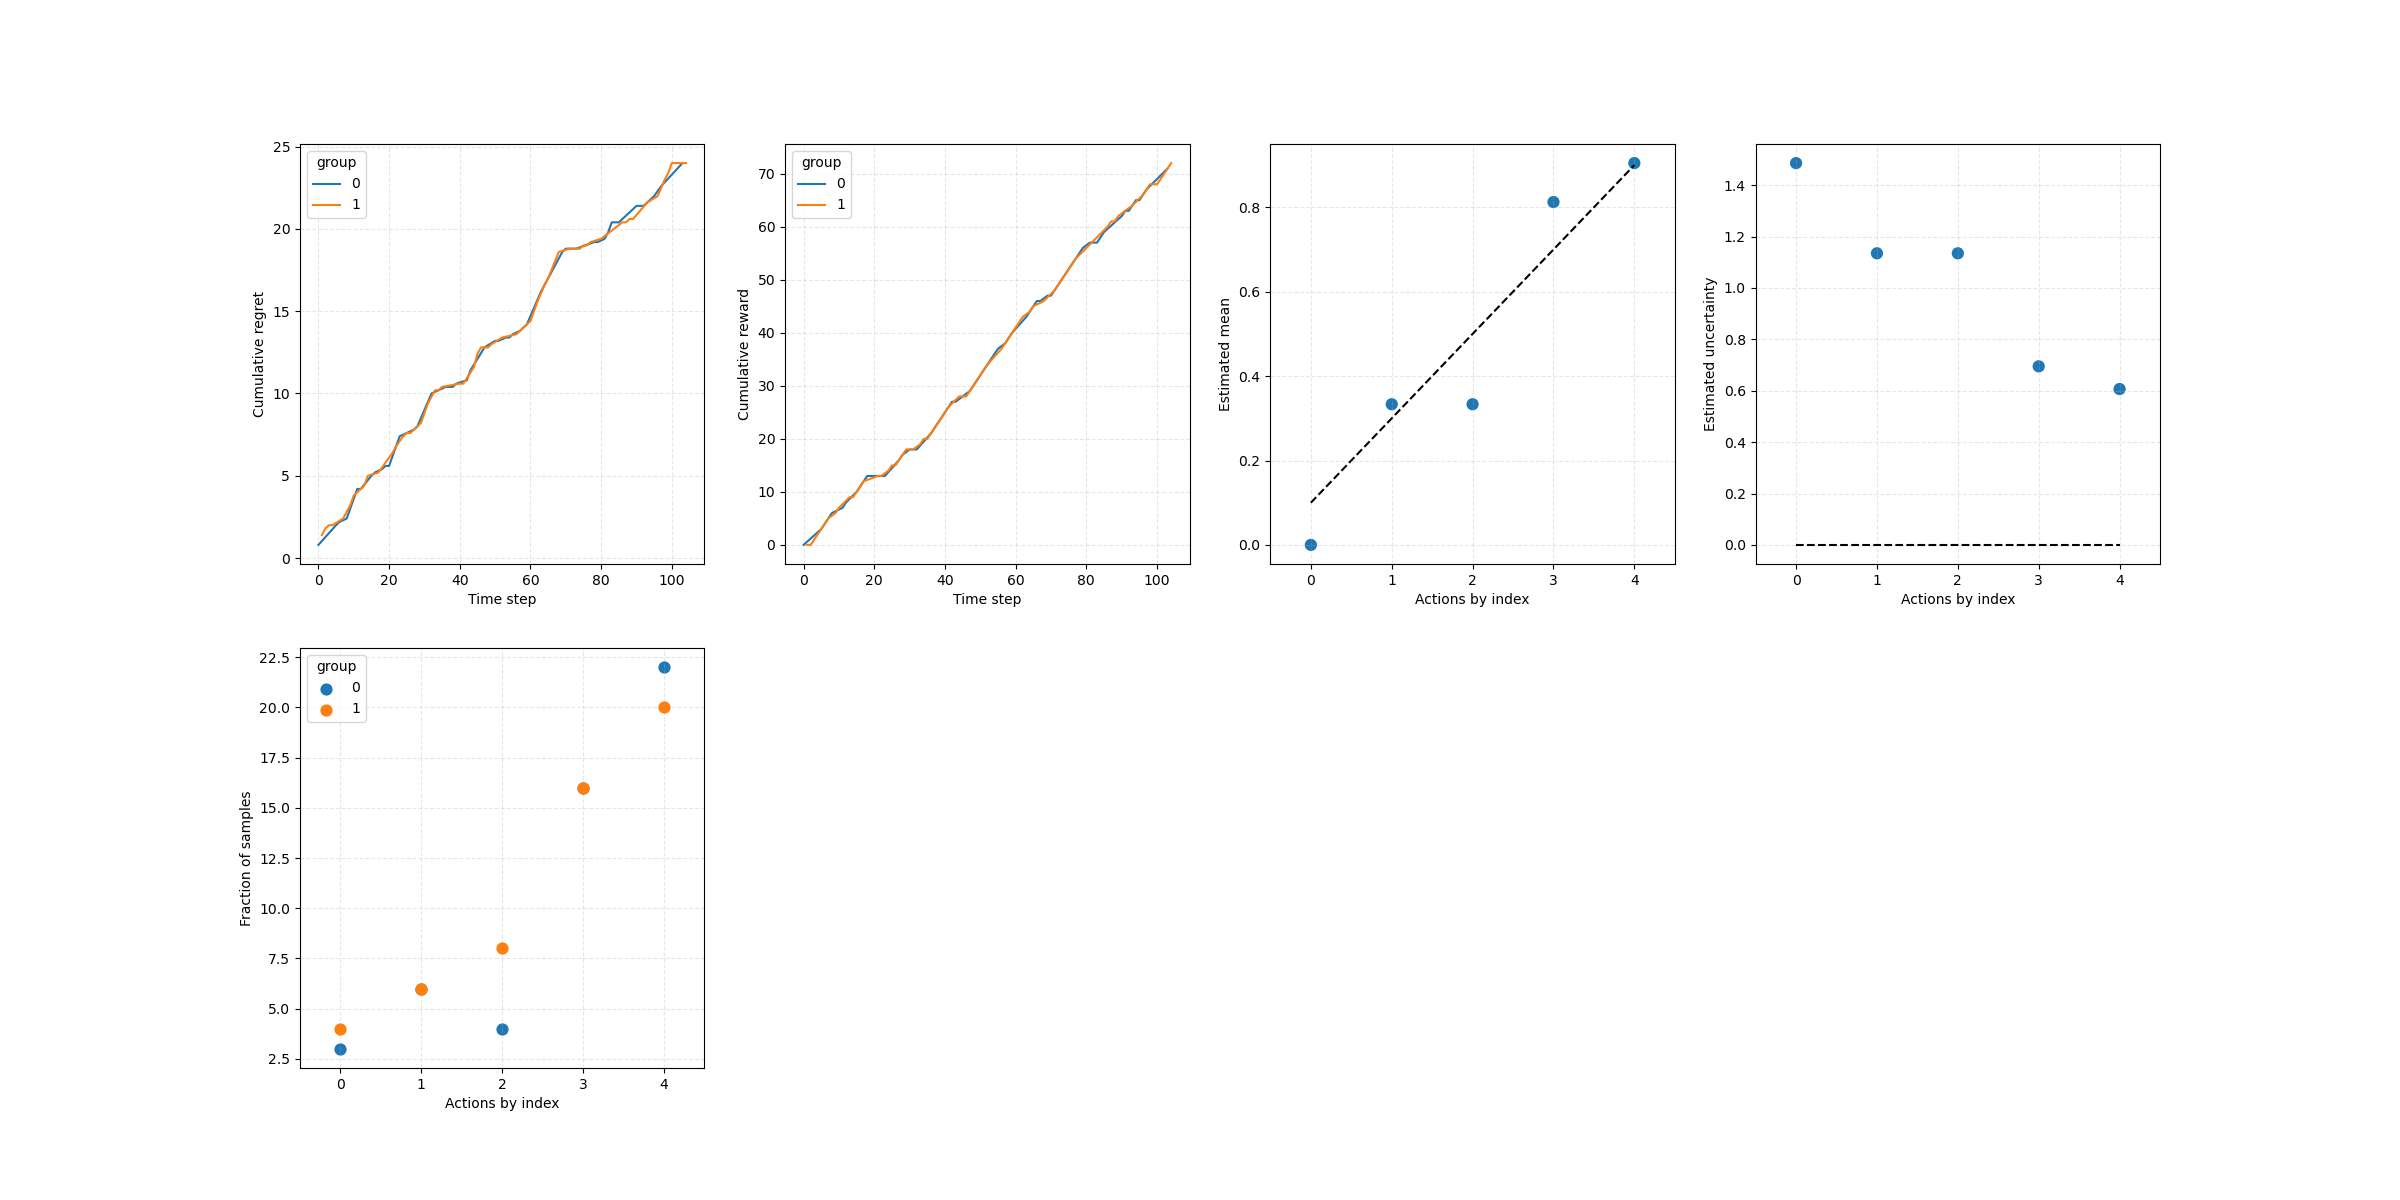 group
0
1
Cumulative regret
25
20
15
10
5
0
0 20 40 60 80 100
Time step
group
0
1
Cumulative reward
70
60
50
40
30
20
10
0
0 20 40 60 80 100
Time step
Estimated mean
0.8
0.6
0.4
0.2
0.0
0 1 2 3 4
Actions by index
Estimated uncertainty
1.4
1.2
1.0
0.8
0.6
0.4
0.2
0.0
0 1 2 3 4
Actions by index
group
0
1
Fraction of samples
22.5
20.0
17.5
15.0
12.5
10.0
7.5
5.0
2.5
0 1 2 3 4
Actions by index